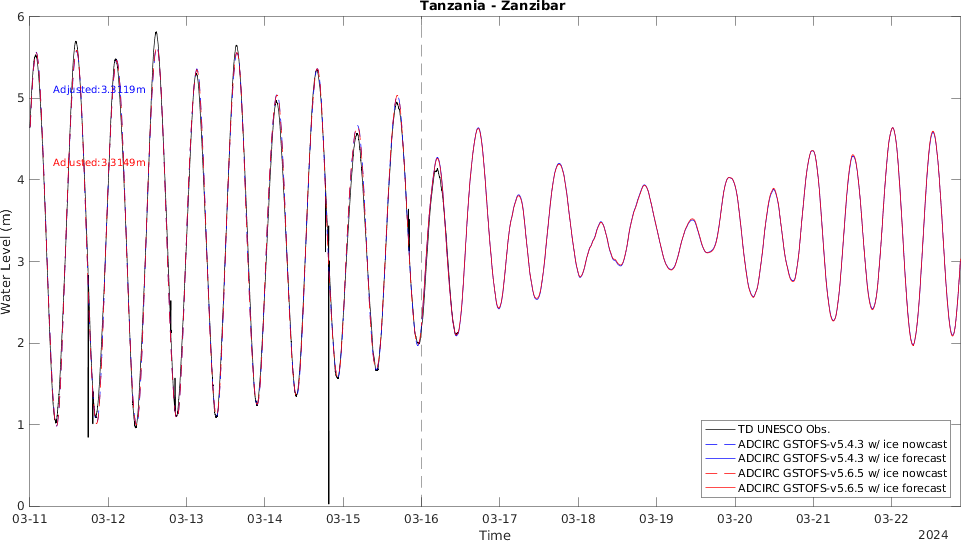 Tanzania - Zanzibar
6
5
4
3
2
1
0
Water Level (m)
Adjusted:3.3119m
Adjusted:3.3149m
TD UNESCO Obs.
ADCIRC GSTOFS-v5.4.3 w/ ice nowcast
ADCIRC GSTOFS-v5.4.3 w/ ice forecast
ADCIRC GSTOFS-v5.6.5 w/ ice nowcast
ADCIRC GSTOFS-v5.6.5 w/ ice forecast
03-11 03-12 03-13 03-14 03-15 03-16 03-17 03-18 03-19 03-20 03-21 03-22
Time
2024